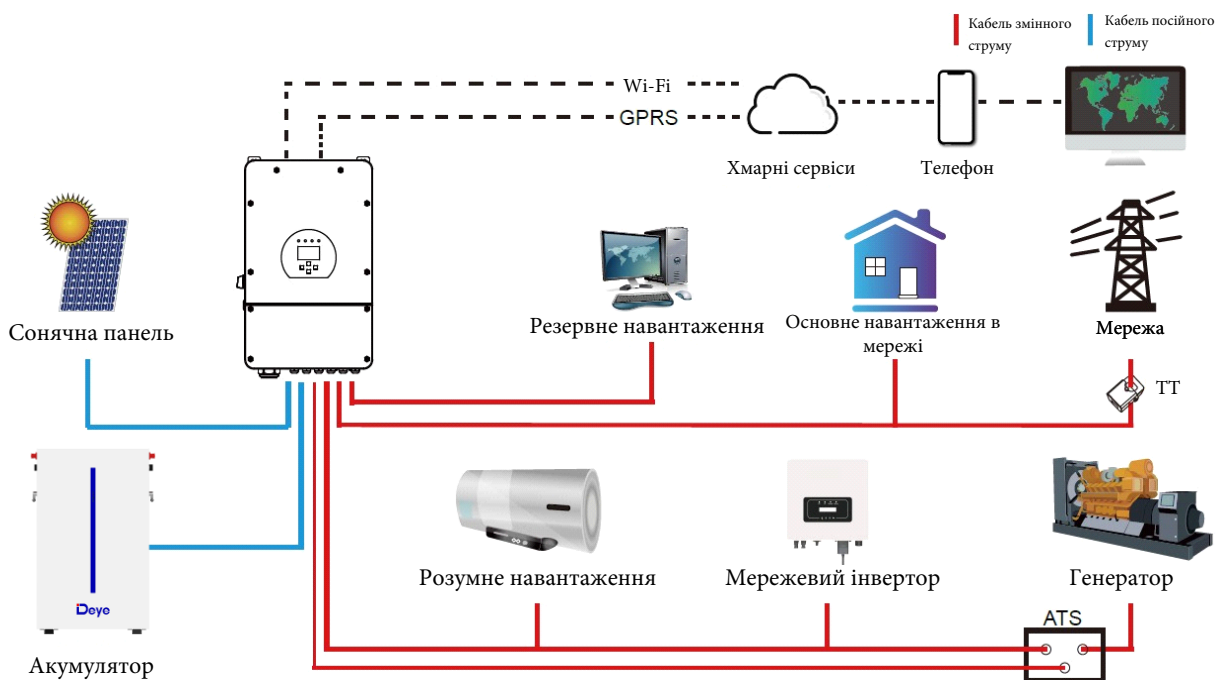 Кабель змінного
струму
Кабель посійного
струму
Wi-Fi
GPRS
Хмарні сервіси
Телефон
Сонячна панель
Резервне навантаження
Основне навантаження в
мережі
Мережа
ТТ
Deye
Акумулятор
Розумне навантаження
Мережевий інвертор
Генератор
ATS